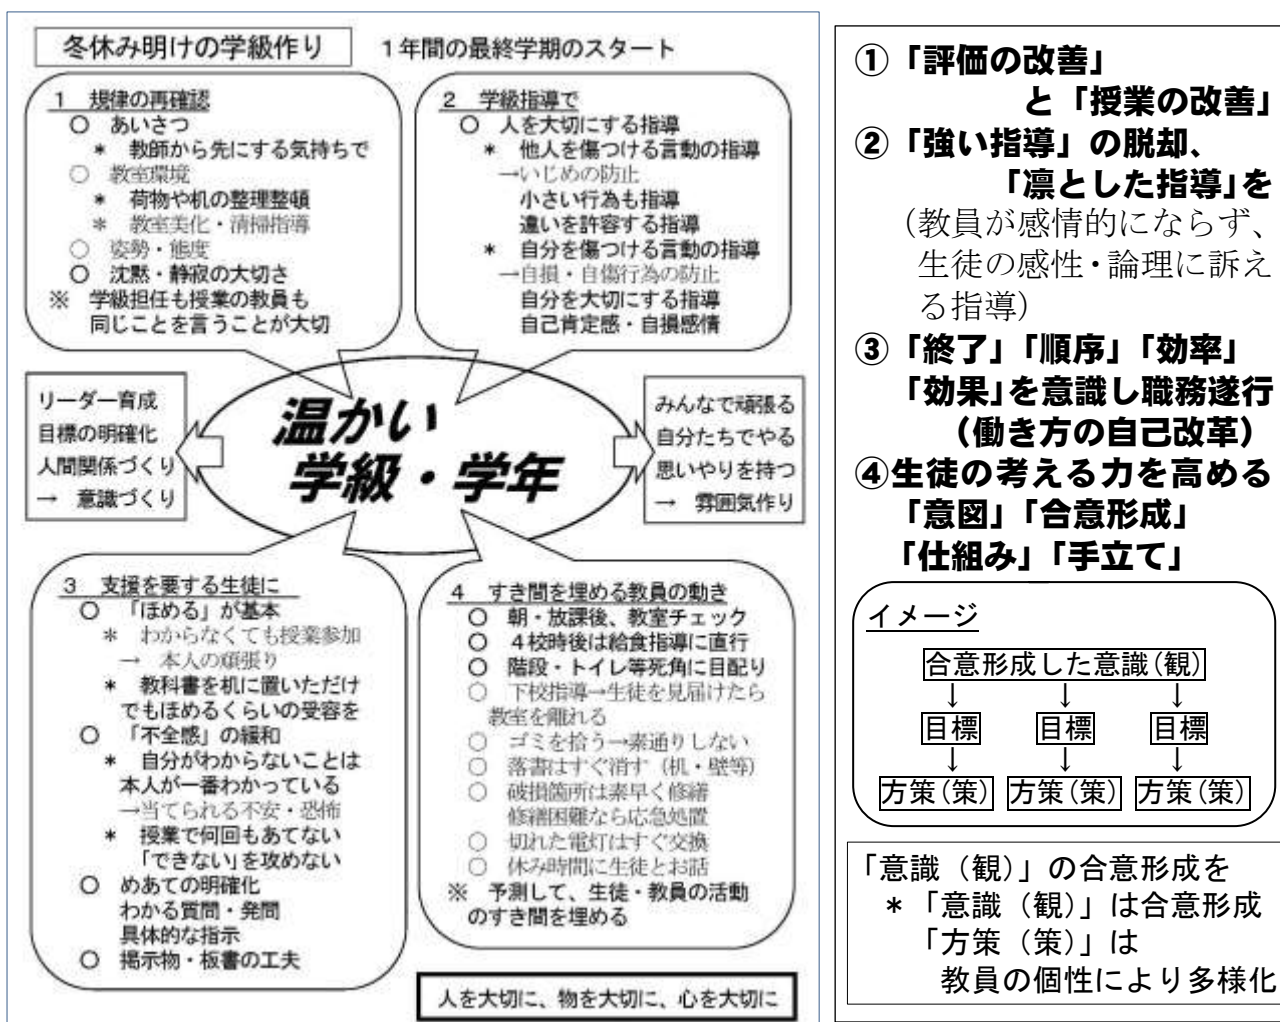 冬休み明けの学級作り
１年間の最終学期のスタート
１　規律の再確認
○　あいさつ
＊　教師から先にする気持ちで
○　教室環境
＊　荷物や机の整理整頓
＊　教室美化・清掃指導
○　姿勢・態度
○　沈黙・静寂の大切さ
※　学級担任も授業の教員も
同じことを言うことが大切
２　学級指導で
○　人を大切にする指導
＊　他人を傷つける言動の指導
→いじめの防止
小さい行為も指導
違いを許容する指導
＊　自分を傷つける言動の指導
→自損・自傷行為の防止
自分を大切にする指導
自己肯定感・自損感情
リーダー育成
目標の明確化
人間関係づくり
→　意識づくり
温かい
学級・学年
みんなで頑張る
自分たちでやる
思いやりを持つ
→　雰囲気作り
３　支援を要する生徒に
○　「ほめる」が基本
＊　わからなくても授業参加
→　本人の頑張り
＊　教科書を机に置いただけ
でもほめるくらいの受容を
○　「不全感」の緩和
＊　自分がわからないことは
本人が一番わかっている
→当てられる不安・恐怖
＊　授業で何回もあてない
「できない」を攻めない
○　めあての明確化
わかる質問・発問
具体的な指示
○　掲示物・板書の工夫
４　すき間を埋める教員の動き
○　朝・放課後、教室チェック
○　４校時後は給食指導に直行
○　階段・トイレ等死角に目配り
○　下校指導→生徒を見届けたら
教室を離れる
○　ゴミを拾う→素通りしない
○　落書はすぐ消す（机・壁等）
○　破損箇所は素早く修繕
修繕困難なら応急処置
○　切れた電灯はすぐ交換
○　休み時間に生徒とお話
※　予測して、生徒・教員の活動
のすき間を埋める
人を大切に、物を大切に、心を大切に
①「評価の改善」
と「授業の改善」
②「強い指導」の脱却、
「凛とした指導」を
（教員が感情的にならず、
生徒の感性・論理に訴え
る指導）
③「終了」「順序」「効率」
「効果」を意識し職務遂行
（働き方の自己改革）
④生徒の考える力を高める
「意図」「合意形成」
「仕組み」「手立て」
イメージ
合意形成した意識(観)
↓　↓　↓
目標　目標　目標
↓　↓　↓
方策(策)　方策(策)　方策(策)
「意識（観）」の合意形成を
＊「意識（観）」は合意形成
「方策（策）」は
教員の個性により多様化